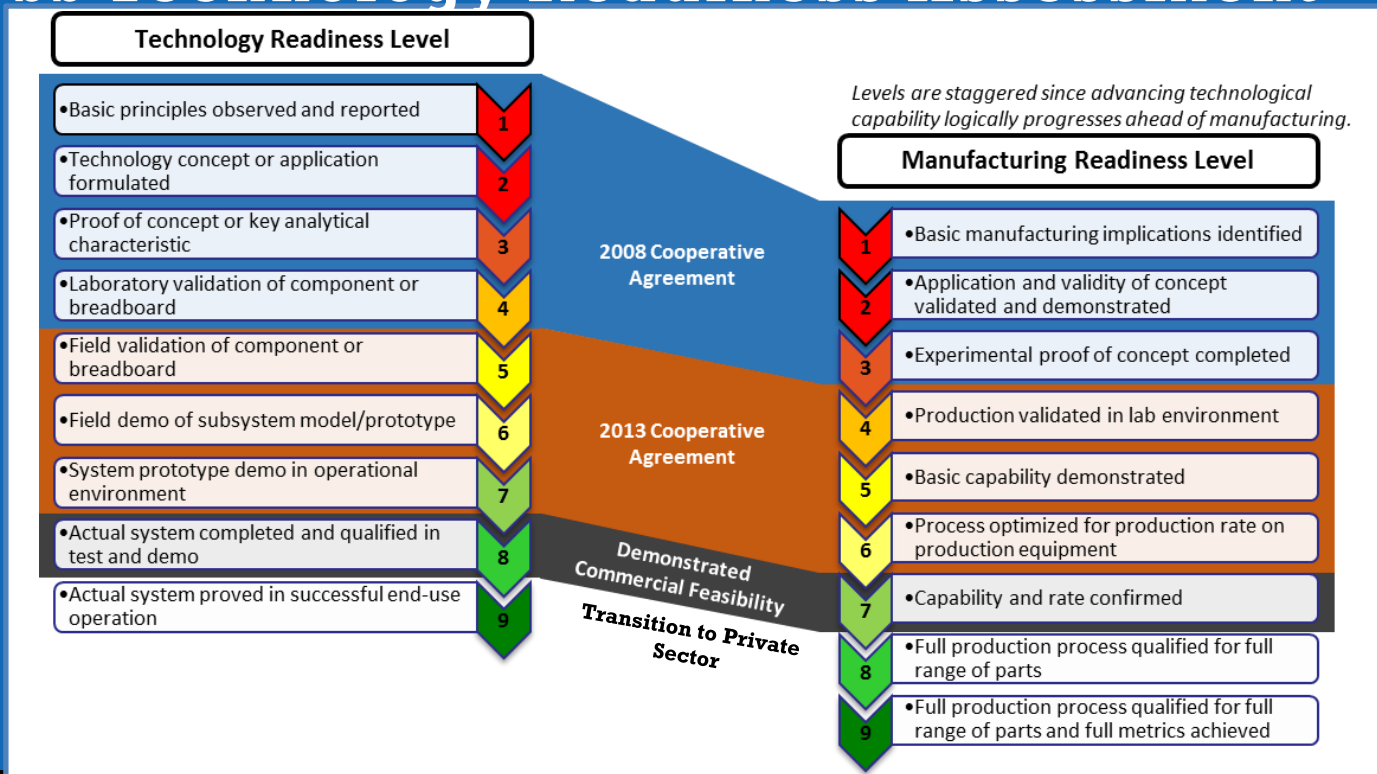 Technology Readiness Assessment
Technology Readiness Level
•Basic principles observed and reported
1
•Technology concept or application
formulated
2
•Proof of concept or key analytical
characteristic
3
•Laboratory validation of component or
breadboard
4
•Field validation of component or
breadboard
5
•Field demo of subsystem model/prototype
6
•System prototype demo in operational
environment
7
•Actual system completed and qualified in
test and demo
8
•Actual system proved in successful end-use
operation
9
2008 Cooperative
Agreement
2013 Cooperative
Agreement
Demonstrated
Commercial Feasibility
Transition to Private
Sector
Levels are staggered since advancing technological
capability logically progresses ahead of manufacturing.
Manufacturing Readiness Level
1
•Basic manufacturing implications identified
2
•Application and validity of concept
validated and demonstrated
3
•Experimental proof of concept completed
4
•Production validated in lab environment
5
•Basic capability demonstrated
6
•Process optimized for production rate on
production equipment
7
•Capability and rate confirmed
8
•Full production process qualified for full
range of parts
9
•Full production process qualified for full
range of parts and full metrics achieved